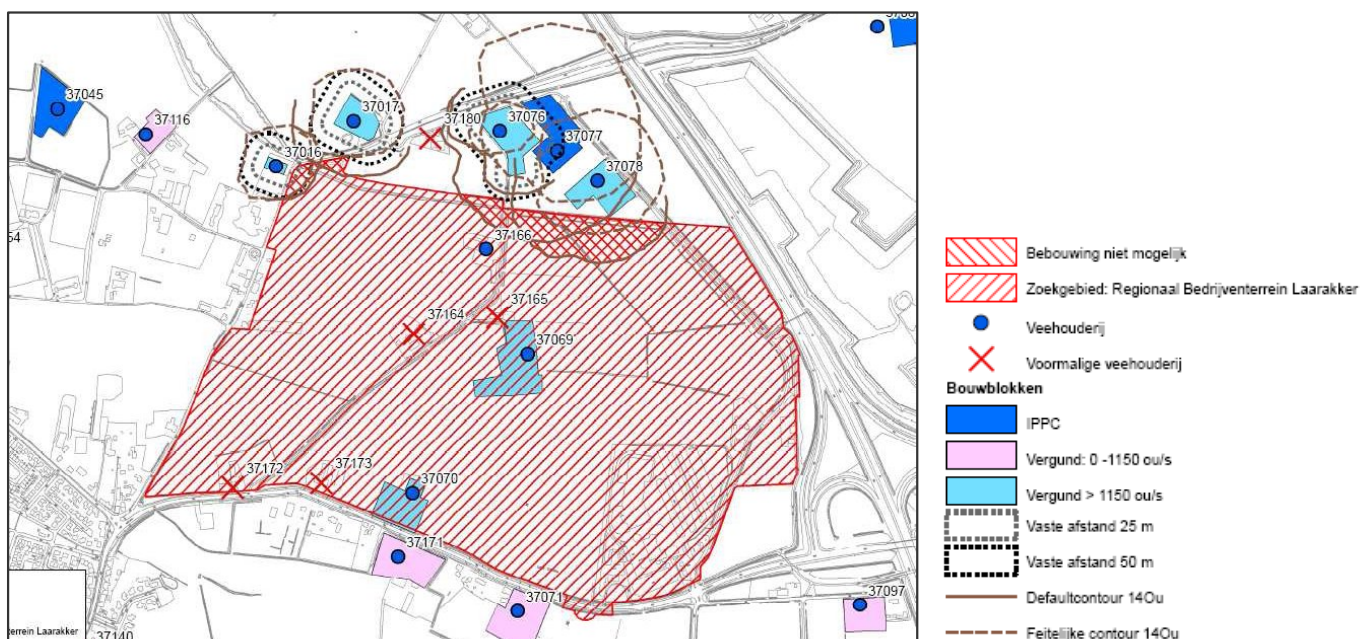 37045
37116
37017
37016
37180
37076
37077
37078
54
37166
37165
37164
37069
37172
37173
37070
37171
37071
37097
37140
terrein Laarakker
Bebouwing niet mogelijk
Zoekgebied: Regionaal Bedrijventerrein Laarakker
Veehouderij
Voormalige veehouderij
Bouwblokken
IPPC
Vergund: 0 -1150 ou/s
Vergund > 1150 ou/s
Vaste afstand 25 m
Vaste afstand 50 m
Defaultcontour 14Ou
Feitelijke contour 14Ou